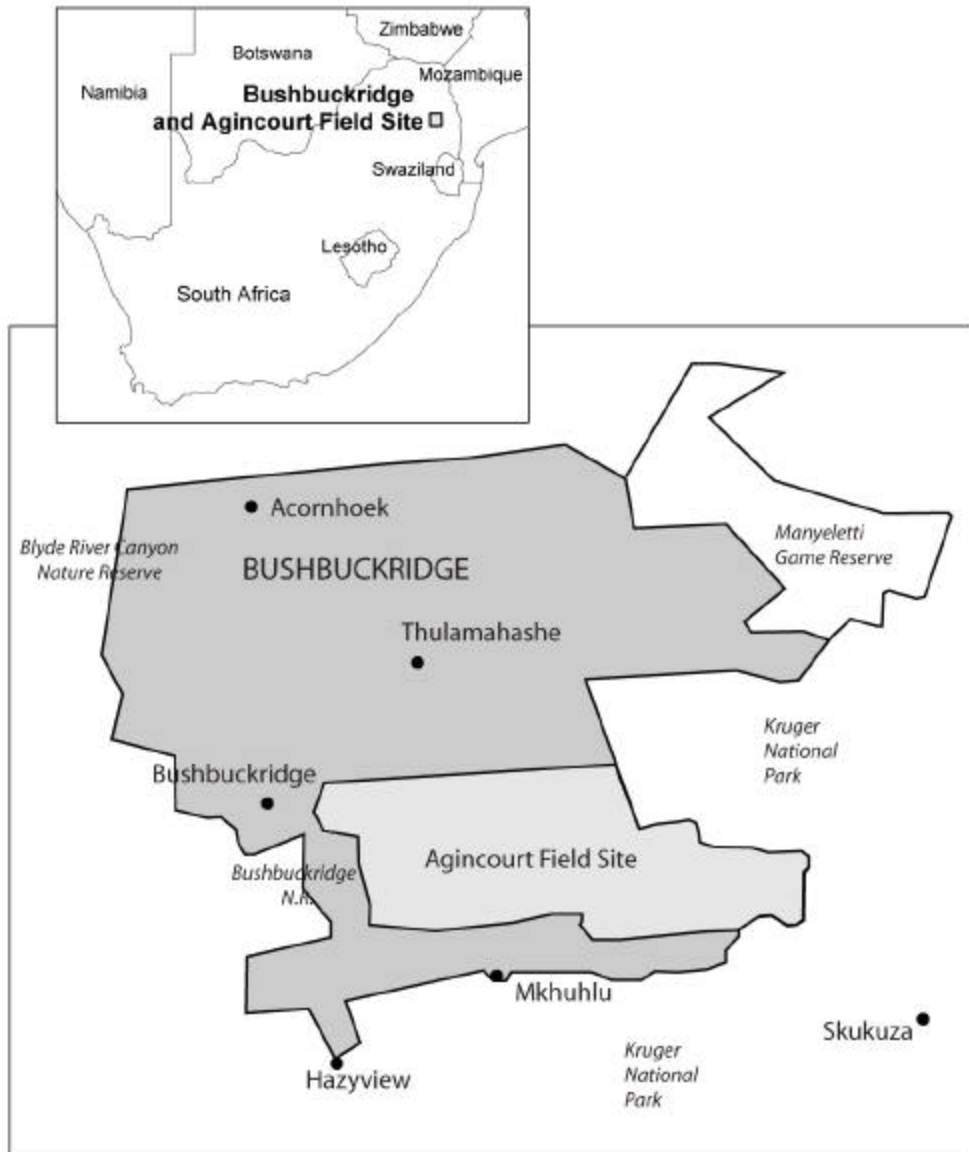 Zimbabwe
Botswana
Mozambique
Namibia
Bushbuckridge
and Agincourt Field Site
Swaziland
Lesotho
South Africa
Acornhoek
Blyde River Canyon
Nature Reserve
BUSHBUCKRIDGE
Manyeletti
Game Reserve
Thulamahashe
Kruger
National
Park
Bushbuckridge
Agincourt Field Site
Bushbuckridge
N.R.
Mkhuhlu
Skukuza
Kruger
National
Park
Hazyview